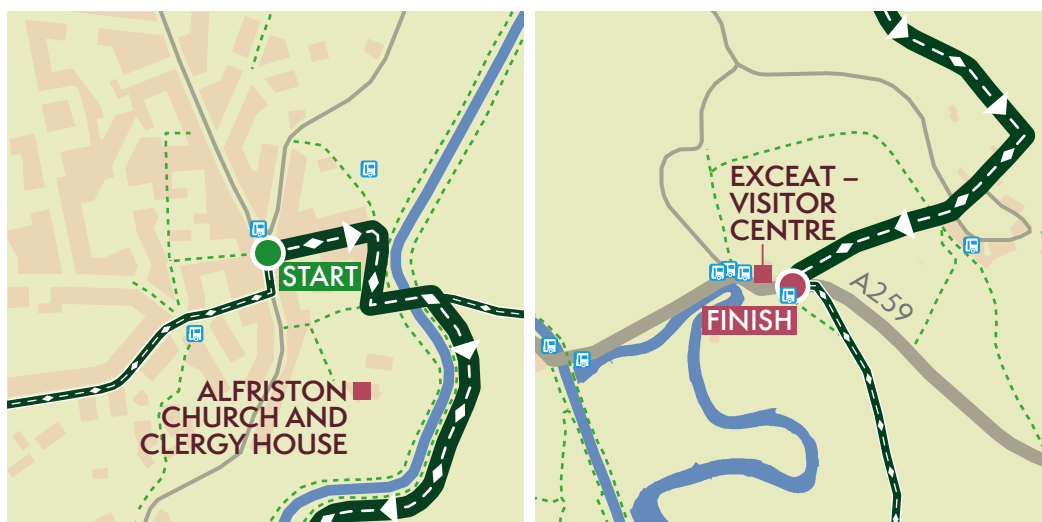 START
ALFRISTON
CHURCH AND
CLERGY HOUSE
EXCEAT –
VISITOR
CENTRE
A259
FINISH